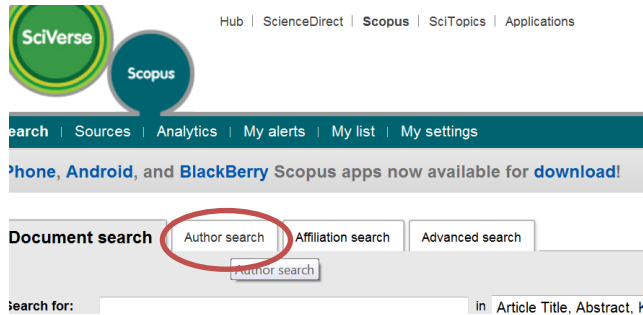 Hub | ScienceDirect | Scopus | SciTopics | Applications
SciVerse
Scopus
earch | Sources | Analytics | My alerts | My list | My settings
Phone, Android, and BlackBerry Scopus apps now available for download!
Document search Author search Affiliation search Advanced search
Author search
Search for: in Article Title, Abstract, K